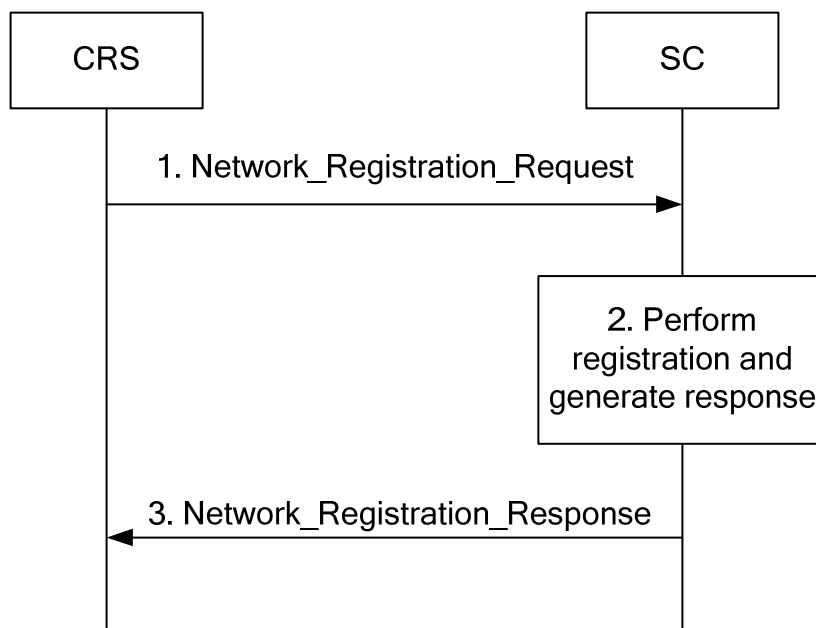 CRS
SC
1. Network_Registration_Request
2. Perform
registration and
generate response
3. Network_Registration_Response